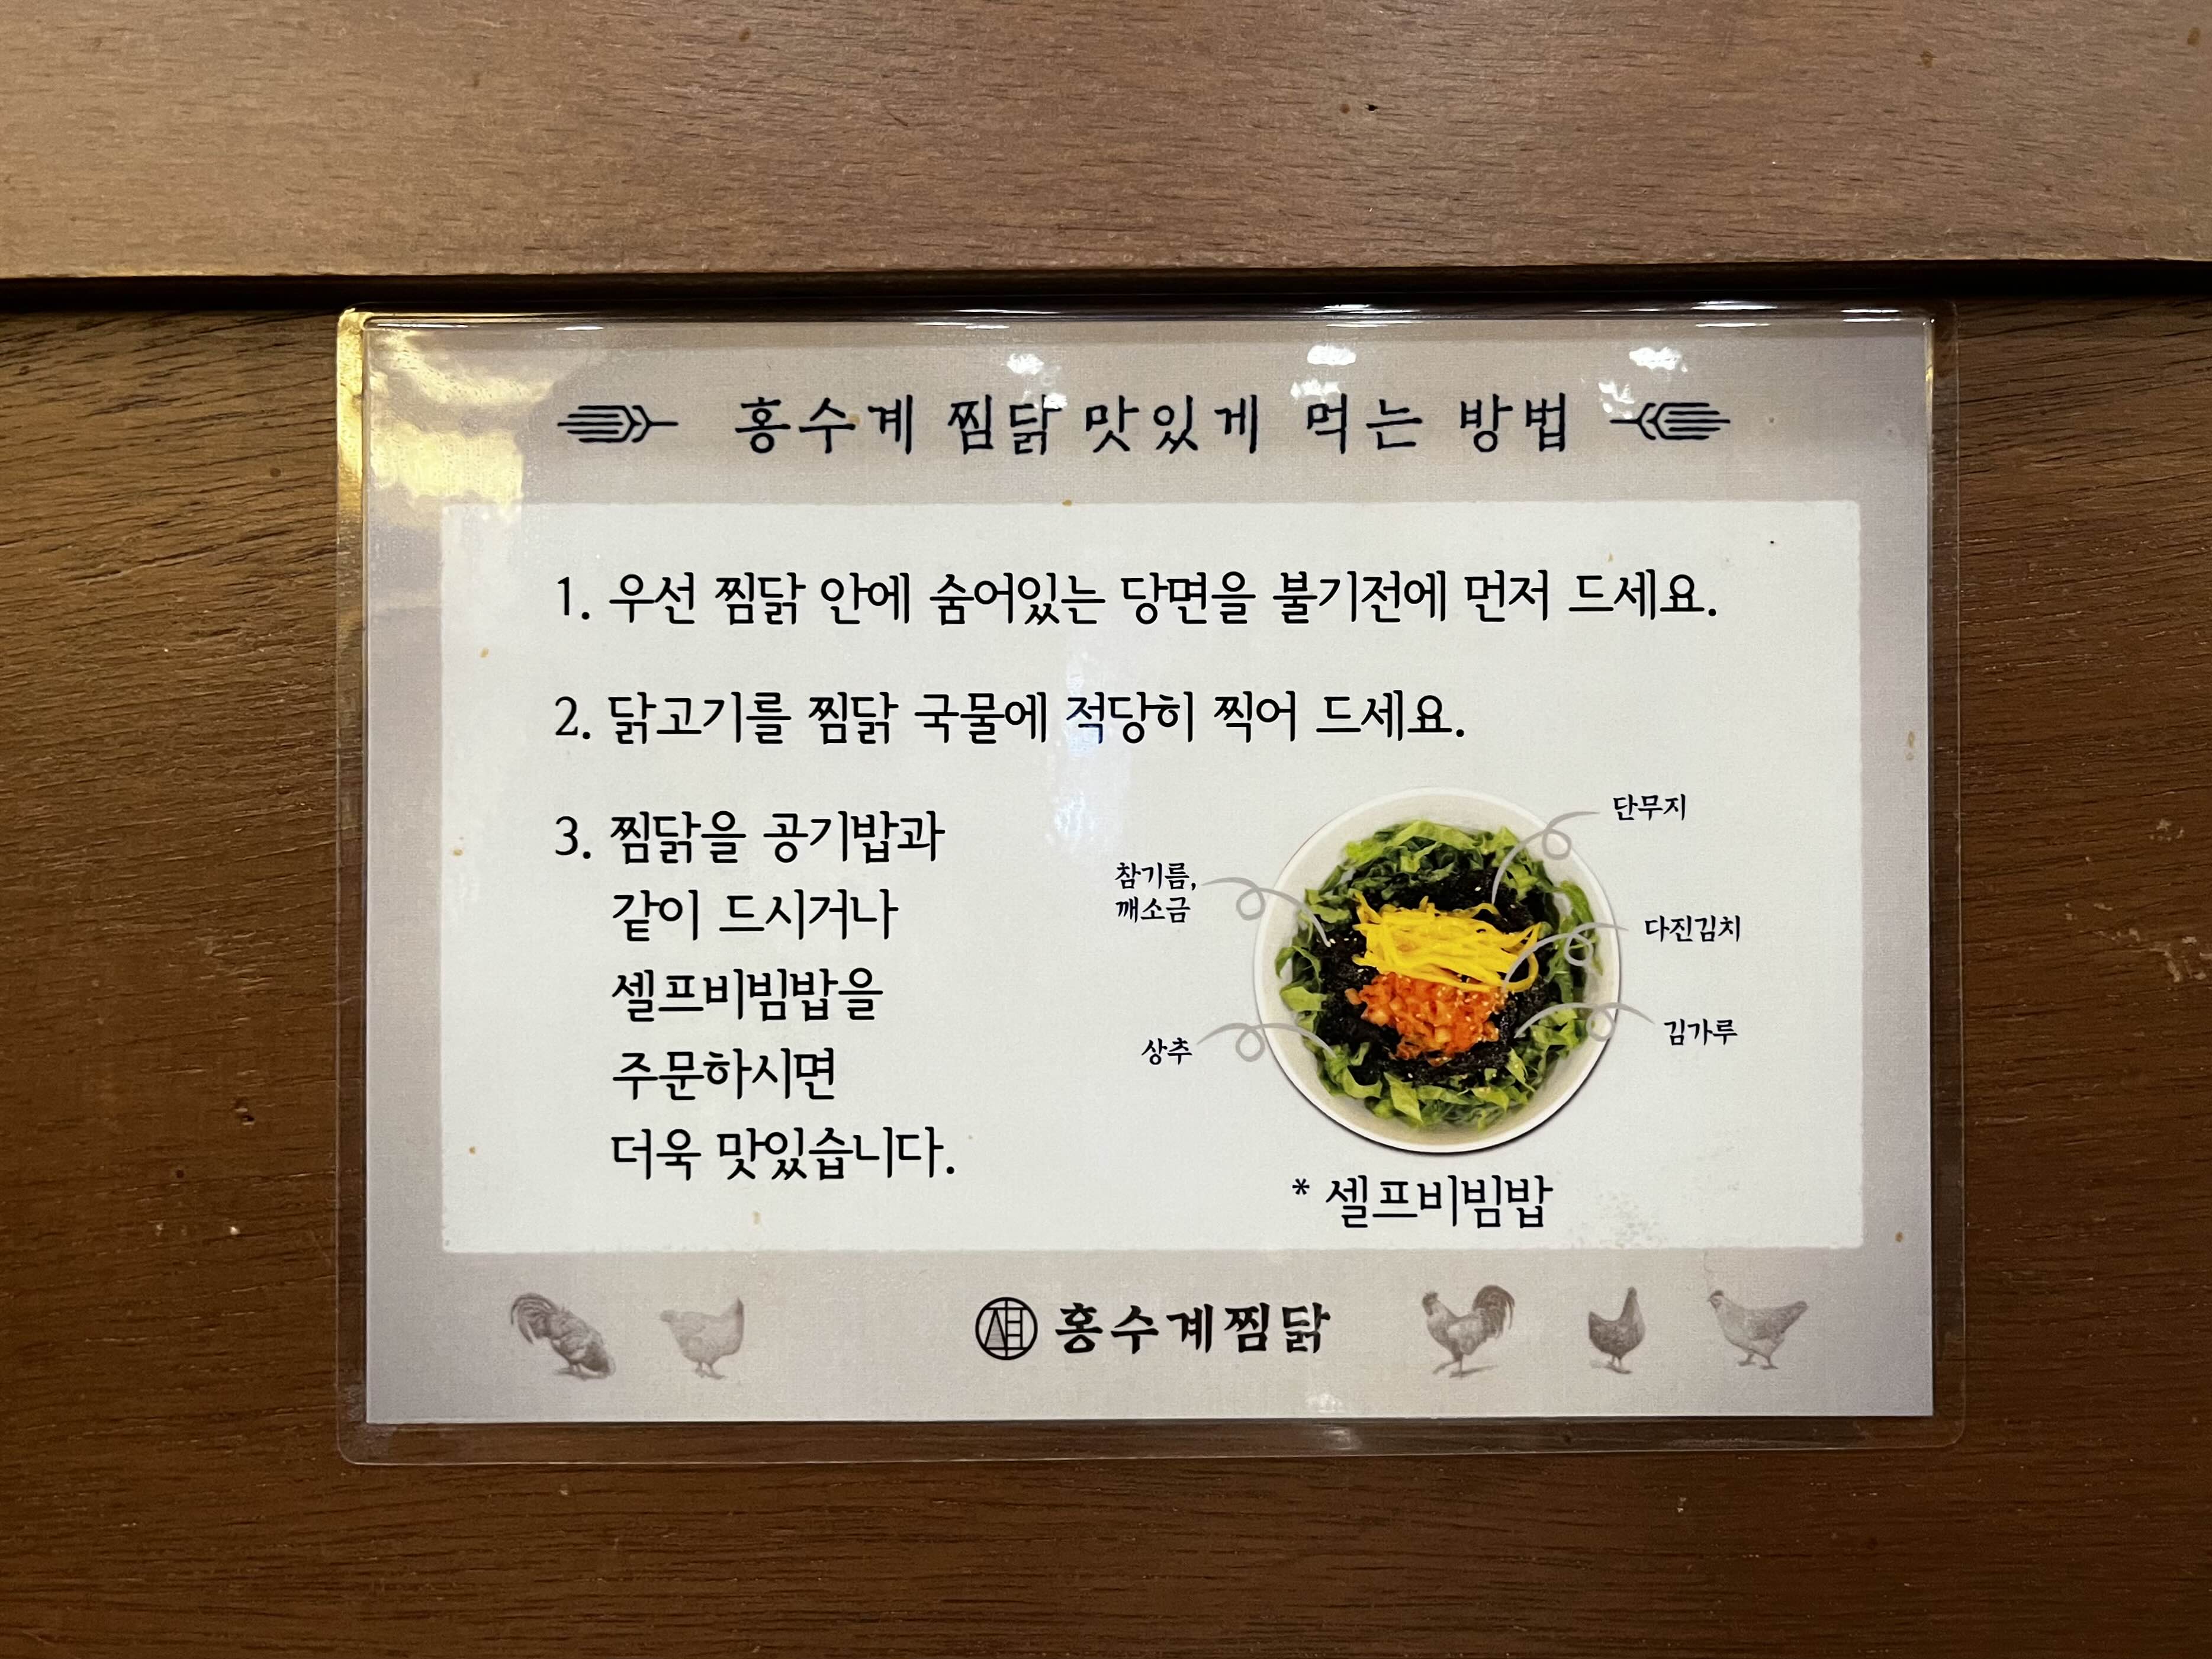 홍수계 찜닭 맛있게 먹는 방법
1. 우선 찜닭 안에 숨어있는 당면을 불기전에 먼저 드세요.
2. 닭고기를 찜닭 국물에 적당히 찍어 드세요.
3. 찜닭을 공기밥과
같이 드시거나
셀프비빔밥을
주문하시면
더욱 맛있습니다.
단무지
참기름,
깨소금
다진김치
김가루
상추
* 셀프비빔밥
홍수계찜닭